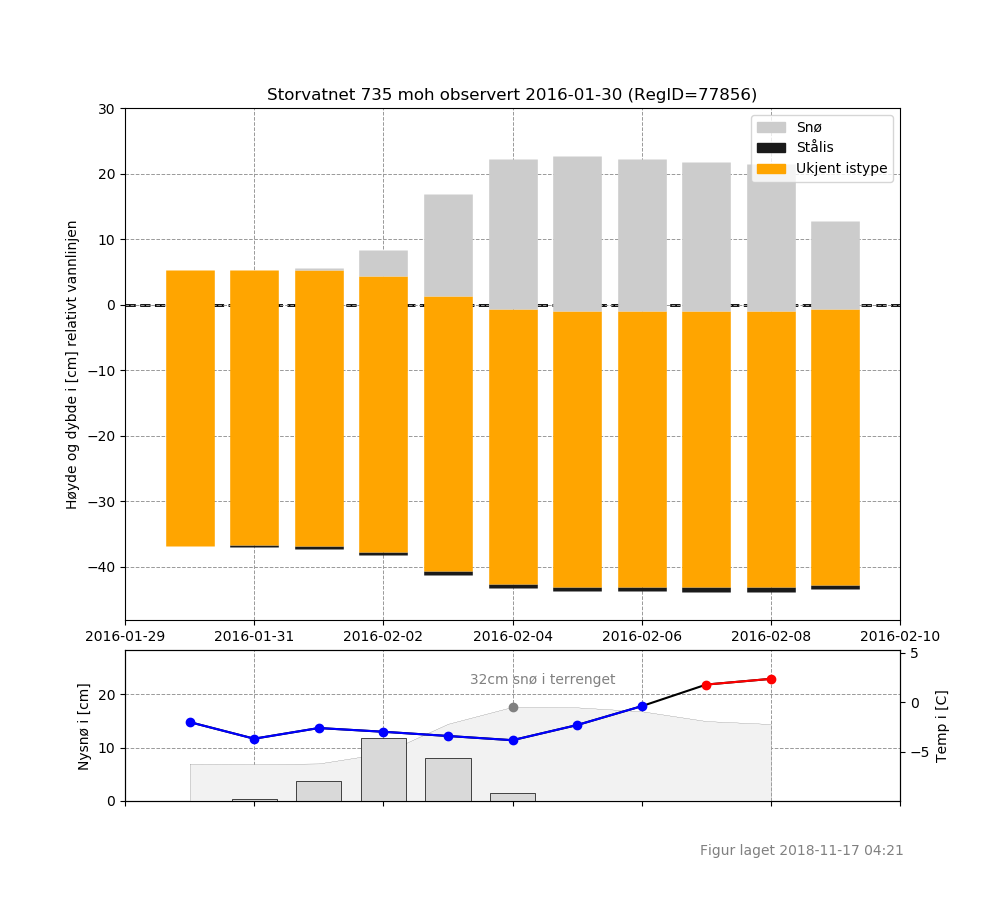 Storvatnet 735 moh observert 2016-01-30 (RegID=77856)
Snø
Stålis
Ukjent istype
Høyde og dybde i [cm] relativt vannlinjen
30
20
10
0
−10
−20
−30
−40
2016-01-29 2016-01-31 2016-02-02 2016-02-04 2016-02-06 2016-02-08 2016-02-10
32cm snø i terrenget
Nysnø i [cm]
20
10
0
5
0
−5
Temp i [C]
Figur laget 2018-11-17 04:21